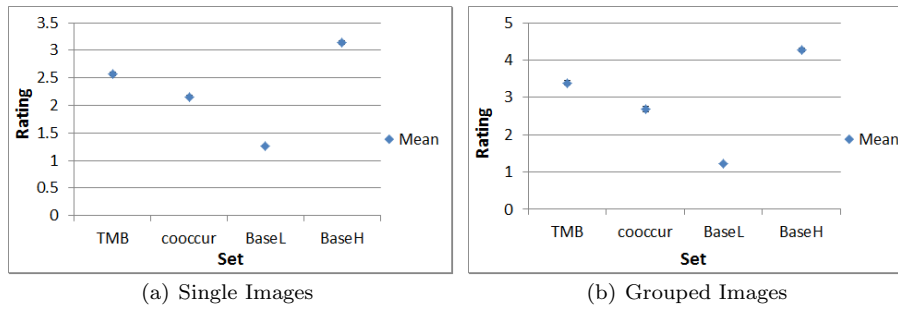 3.5
3
2.5
2
1.5
1
0.5
0
Rating
TMB cooccur BaseL BaseH
Set
Mean
(a) Single Images
5
4
3
2
1
0
Rating
TMB cooccur BaseL BaseH
Set
Mean
(b) Grouped Images